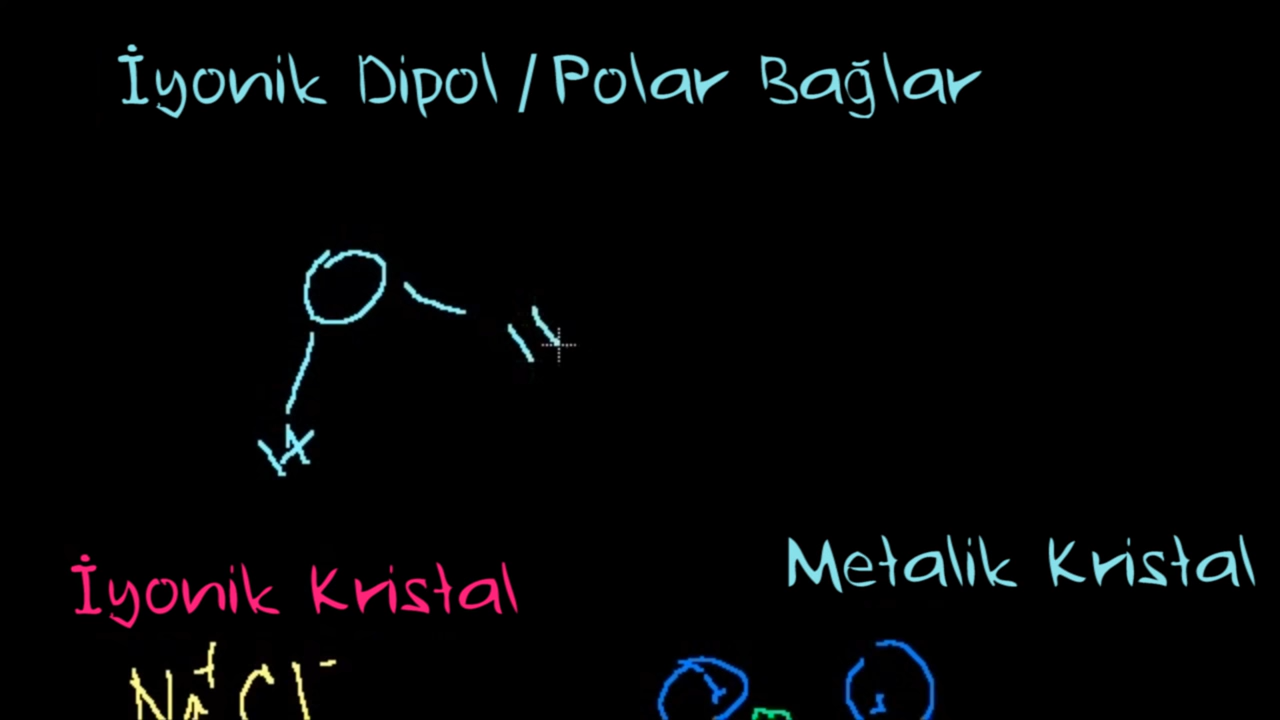 İyonik Dipol / Polar Bağlar
O
H
İyonik Kristal
Metalik Kristal
Na⁺ Cl⁻